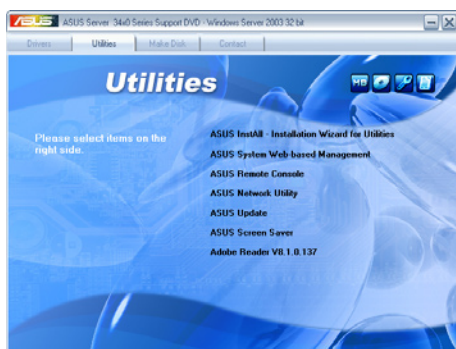 ASUS ASUS Server 34x0 Series Support DVD - Windows Server 2003 32 bit
Drivers Utilities Make Disk Contact
Utilities
Please select items on the
right side.
ASUS InstAll - Installation Wizard for Utilities
ASUS System Web-based Management
ASUS Remote Console
ASUS Network Utility
ASUS Update
ASUS Screen Saver
Adobe Reader V8.1.0.137